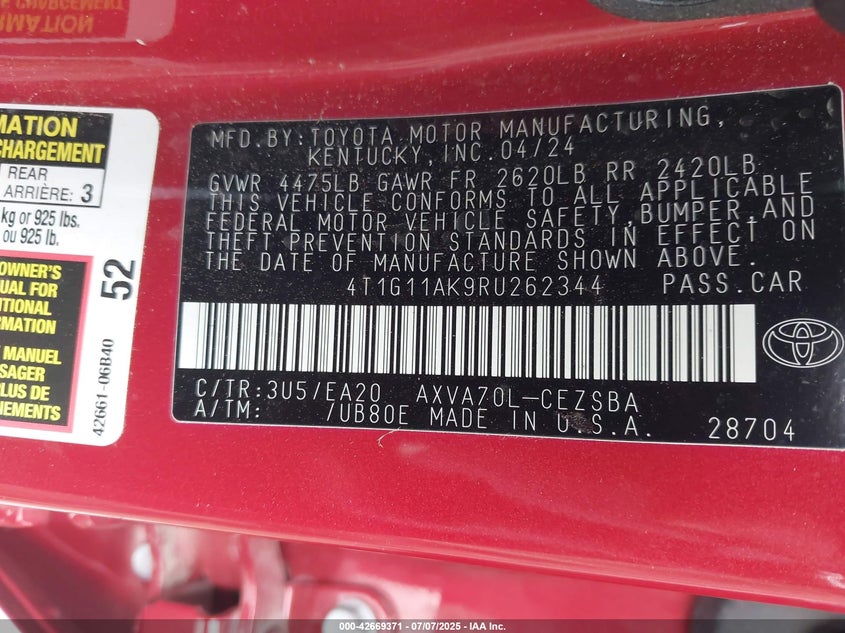 CHARGEMENT
RMATION
MATION
CHARGEMENT
REAR
ARRIÈRE: 3
kg or 925 lbs.
ou 925 lb.
OWNER'S
UAL FOR
ITIONAL
ORMATION
MANUEL
SAGER
PLUS DE
UEMENTS
52
42661-06B40
MFD.BY:TOYOTA MOTOR MANUFACTURING,
KENTUCKY,INC.04/24
GVWR 4475LB GAWR FR 2620LB RR 2420LB
THIS VEHICLE CONFORMS TO ALL APPLICABLE
FEDERAL MOTOR VEHICLE SAFETY,BUMPER,AND
THEFT PREVENTION STANDARDS IN EFFECT ON
THE DATE OF MANUFACTURE SHOWN ABOVE.
4T1G11AK9RU262344 PASS.CAR
C/TR:3U5/EA20 AXVA70L-CEZSBA
A/TM: /UB80E MADE IN U.S.A. 28704
000-42669371 - 07/07/2025 - IAA Inc.